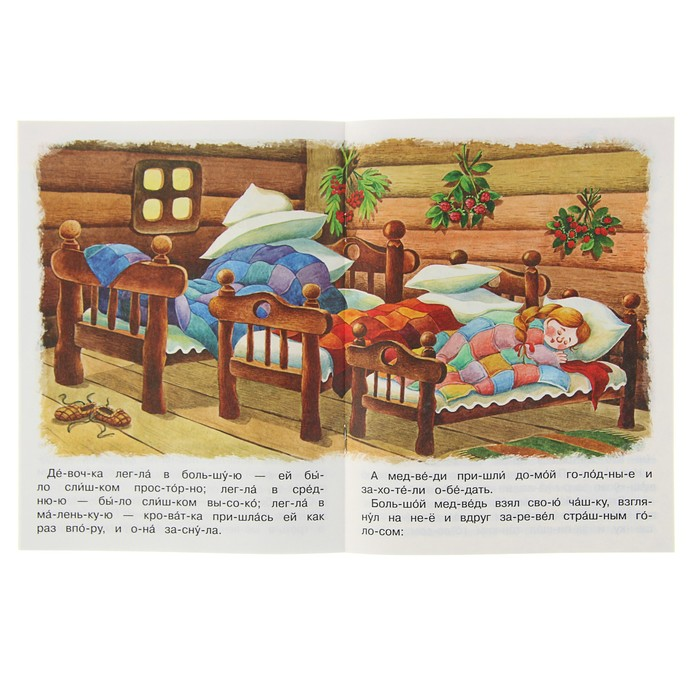 Де́-воч-ка лег-ла́ в боль-шу́-ю — ей бы́-
ло сли́ш-ком прос-то́р-но; лег-ла́ в сре́д-
ню-ю — бы́-ло сли́ш-ком вы-со-ко́; лег-ла́ в
ма́-лень-ку-ю — кро-ва́т-ка при-шла́сь ей как
раз впо́-ру, и о-на́ за-сну́-ла.
А мед-ве́-ди при-шли́ до-мо́й го-ло́д-ны-е и
за-хо-те́-ли о-бе́-дать.
Боль-шо́й мед-ве́дь взял сво-ю́ ча́ш-ку, взгля-
ну́л на не-ё и вдруг за-ре-ве́л стра́ш-ным го́-
ло-сом: